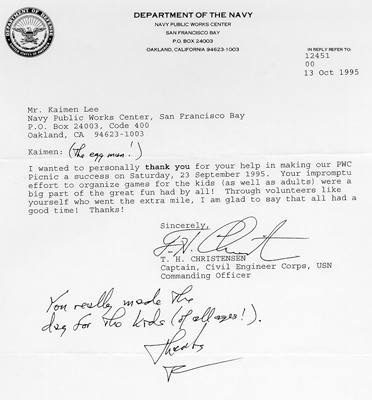 DEPARTMENT OF THE NAVY
NAVY PUBLIC WORKS CENTER
SAN FRANCISCO BAY
P.O. BOX 24003
OAKLAND, CALIFORNIA 94623-1003
IN REPLY REFER TO:
12451
00
13 Oct 1995
Mr. Kaimen Lee
Navy Public Works Center, San Francisco Bay
P.O. Box 24003, Code 400
Oakland, CA 94623-1003
Kaimen: (the egg man!)
I wanted to personally thank you for your help in making our PWC
Picnic a success on Saturday, 23 September 1995. Your impromptu
effort to organize games for the kids (as well as adults) were a
big part of the great fun had by all! Through volunteers like
yourself who went the extra mile, I am glad to say that all had a
good time! Thanks!
Sincerely,
T. H. CHRISTENSEN
Captain, Civil Engineer Corps, USN
Commanding Officer
You really made the
day for the kids (of all ages!).
Thanks